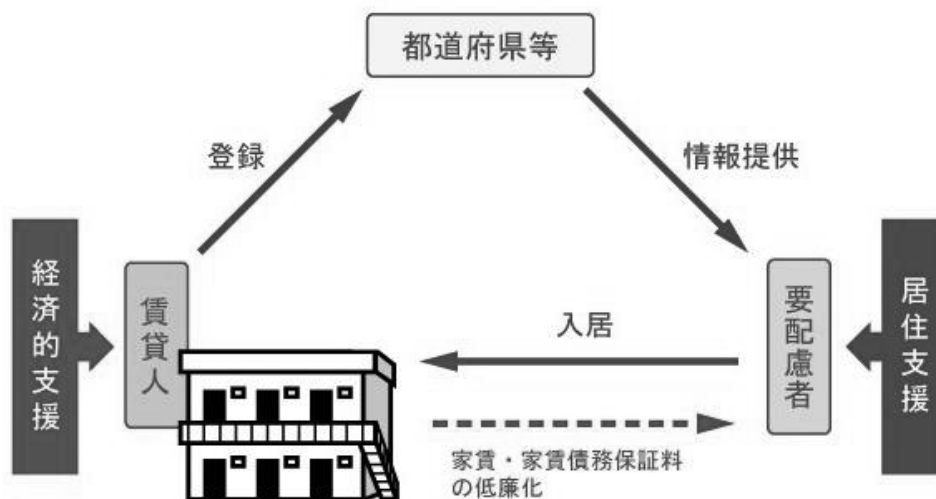 都道府県等
登録
情報提供
経済的支援
賃貸人
入居
要配慮者
居住支援
家賃・家賃債務保証料
の低廉化